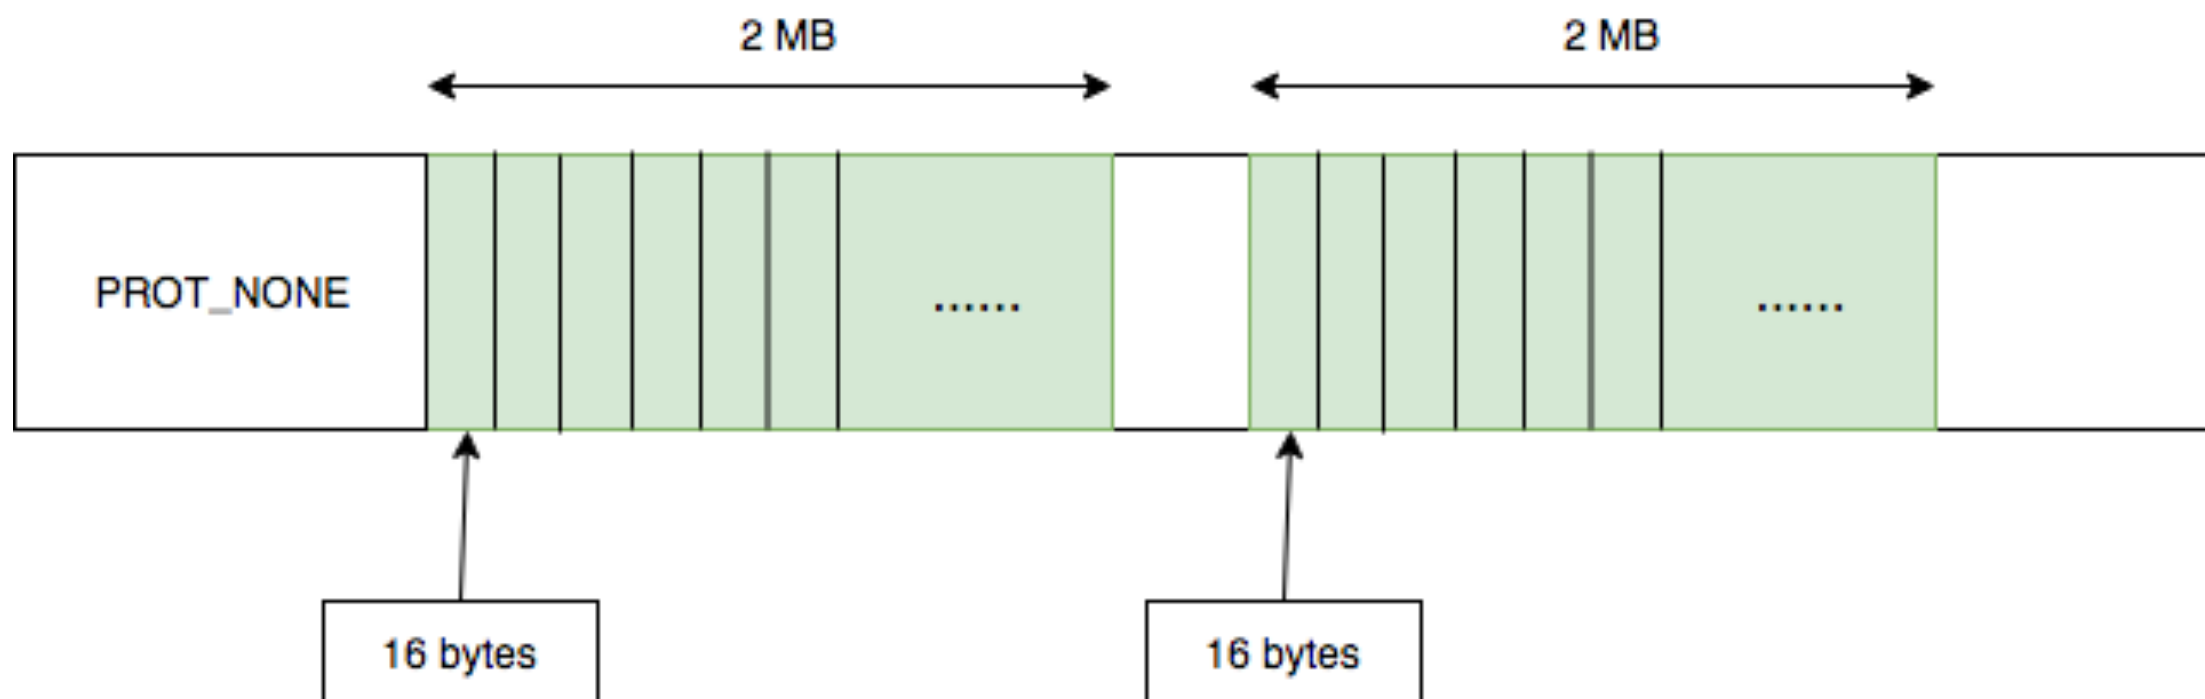 2 MB
2 MB
PROT_NONE
......
......
16 bytes
16 bytes